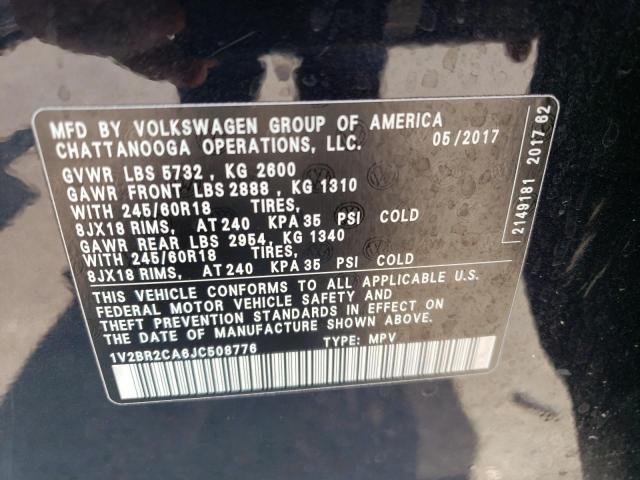 MFD BY VOLKSWAGEN GROUP OF AMERICA
CHATTANOOGA OPERATIONS, LLC. 05/2017
GVWR LBS 5732 , KG 2600
GAWR FRONT LBS 2888 , KG 1310
WITH 245/60R18 TIRES,
8JX18 RIMS, AT 240 KPA 35 PSI COLD
GAWR REAR LBS 2954, KG 1340
WITH 245/60R18 TIRES,
8JX18 RIMS, AT 240 KPA 35 PSI COLD
THIS VEHICLE CONFORMS TO ALL APPLICABLE U.S.
FEDERAL MOTOR VEHICLE SAFETY AND
THEFT PREVENTION STANDARDS IN EFFECT ON
THE DATE OF MANUFACTURE SHOWN ABOVE.
1V2BR2CA6JC508776 TYPE: MPV
2149181 2017 62